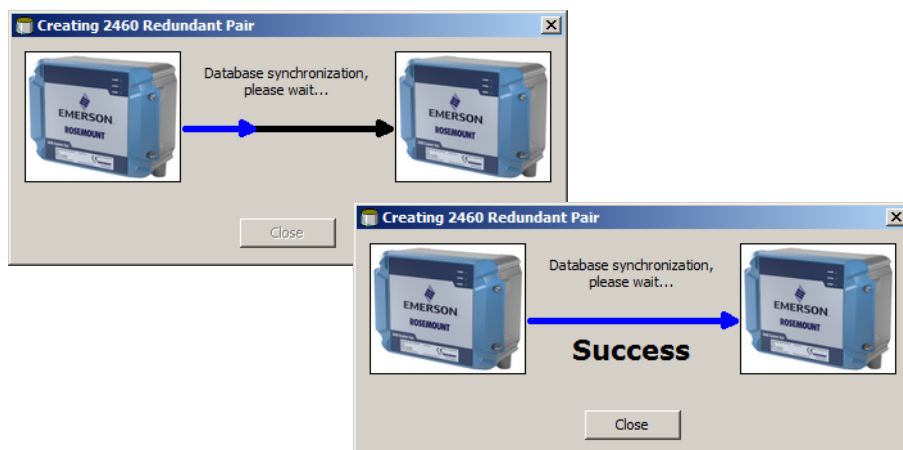 Creating 2460 Redundant Pair
Database synchronization,
please wait...
EMERSON
ROSEMOUNT
EMERSON
ROSEMOUNT
Close
Creating 2460 Redundant Pair
Database synchronization,
please wait...
EMERSON
ROSEMOUNT
EMERSON
ROSEMOUNT
Success
Close